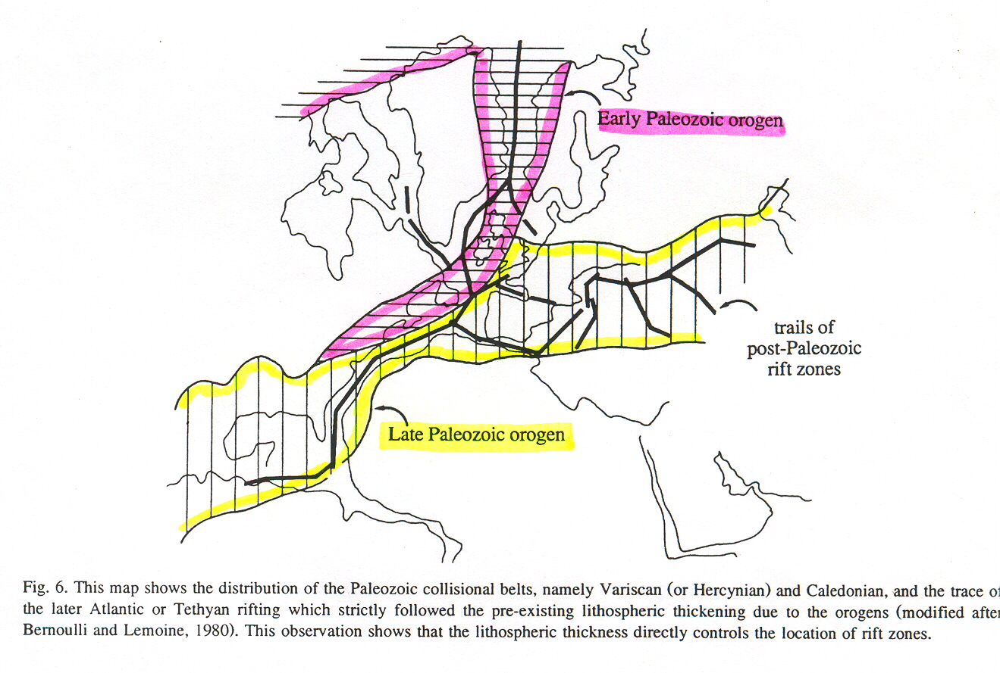 Early Paleozoic orogen
trails of
post-Paleozoic
rift zones
Late Paleozoic orogen
Fig. 6. This map shows the distribution of the Paleozoic collisional belts, namely Variscan (or Hercynian) and Caledonian, and the trace of
the later Atlantic or Tethyan rifting which strictly followed the pre-existing lithospheric thickening due to the orogens (modified after
Bernoulli and Lemoine, 1980). This observation shows that the lithospheric thickness directly controls the location of rift zones.